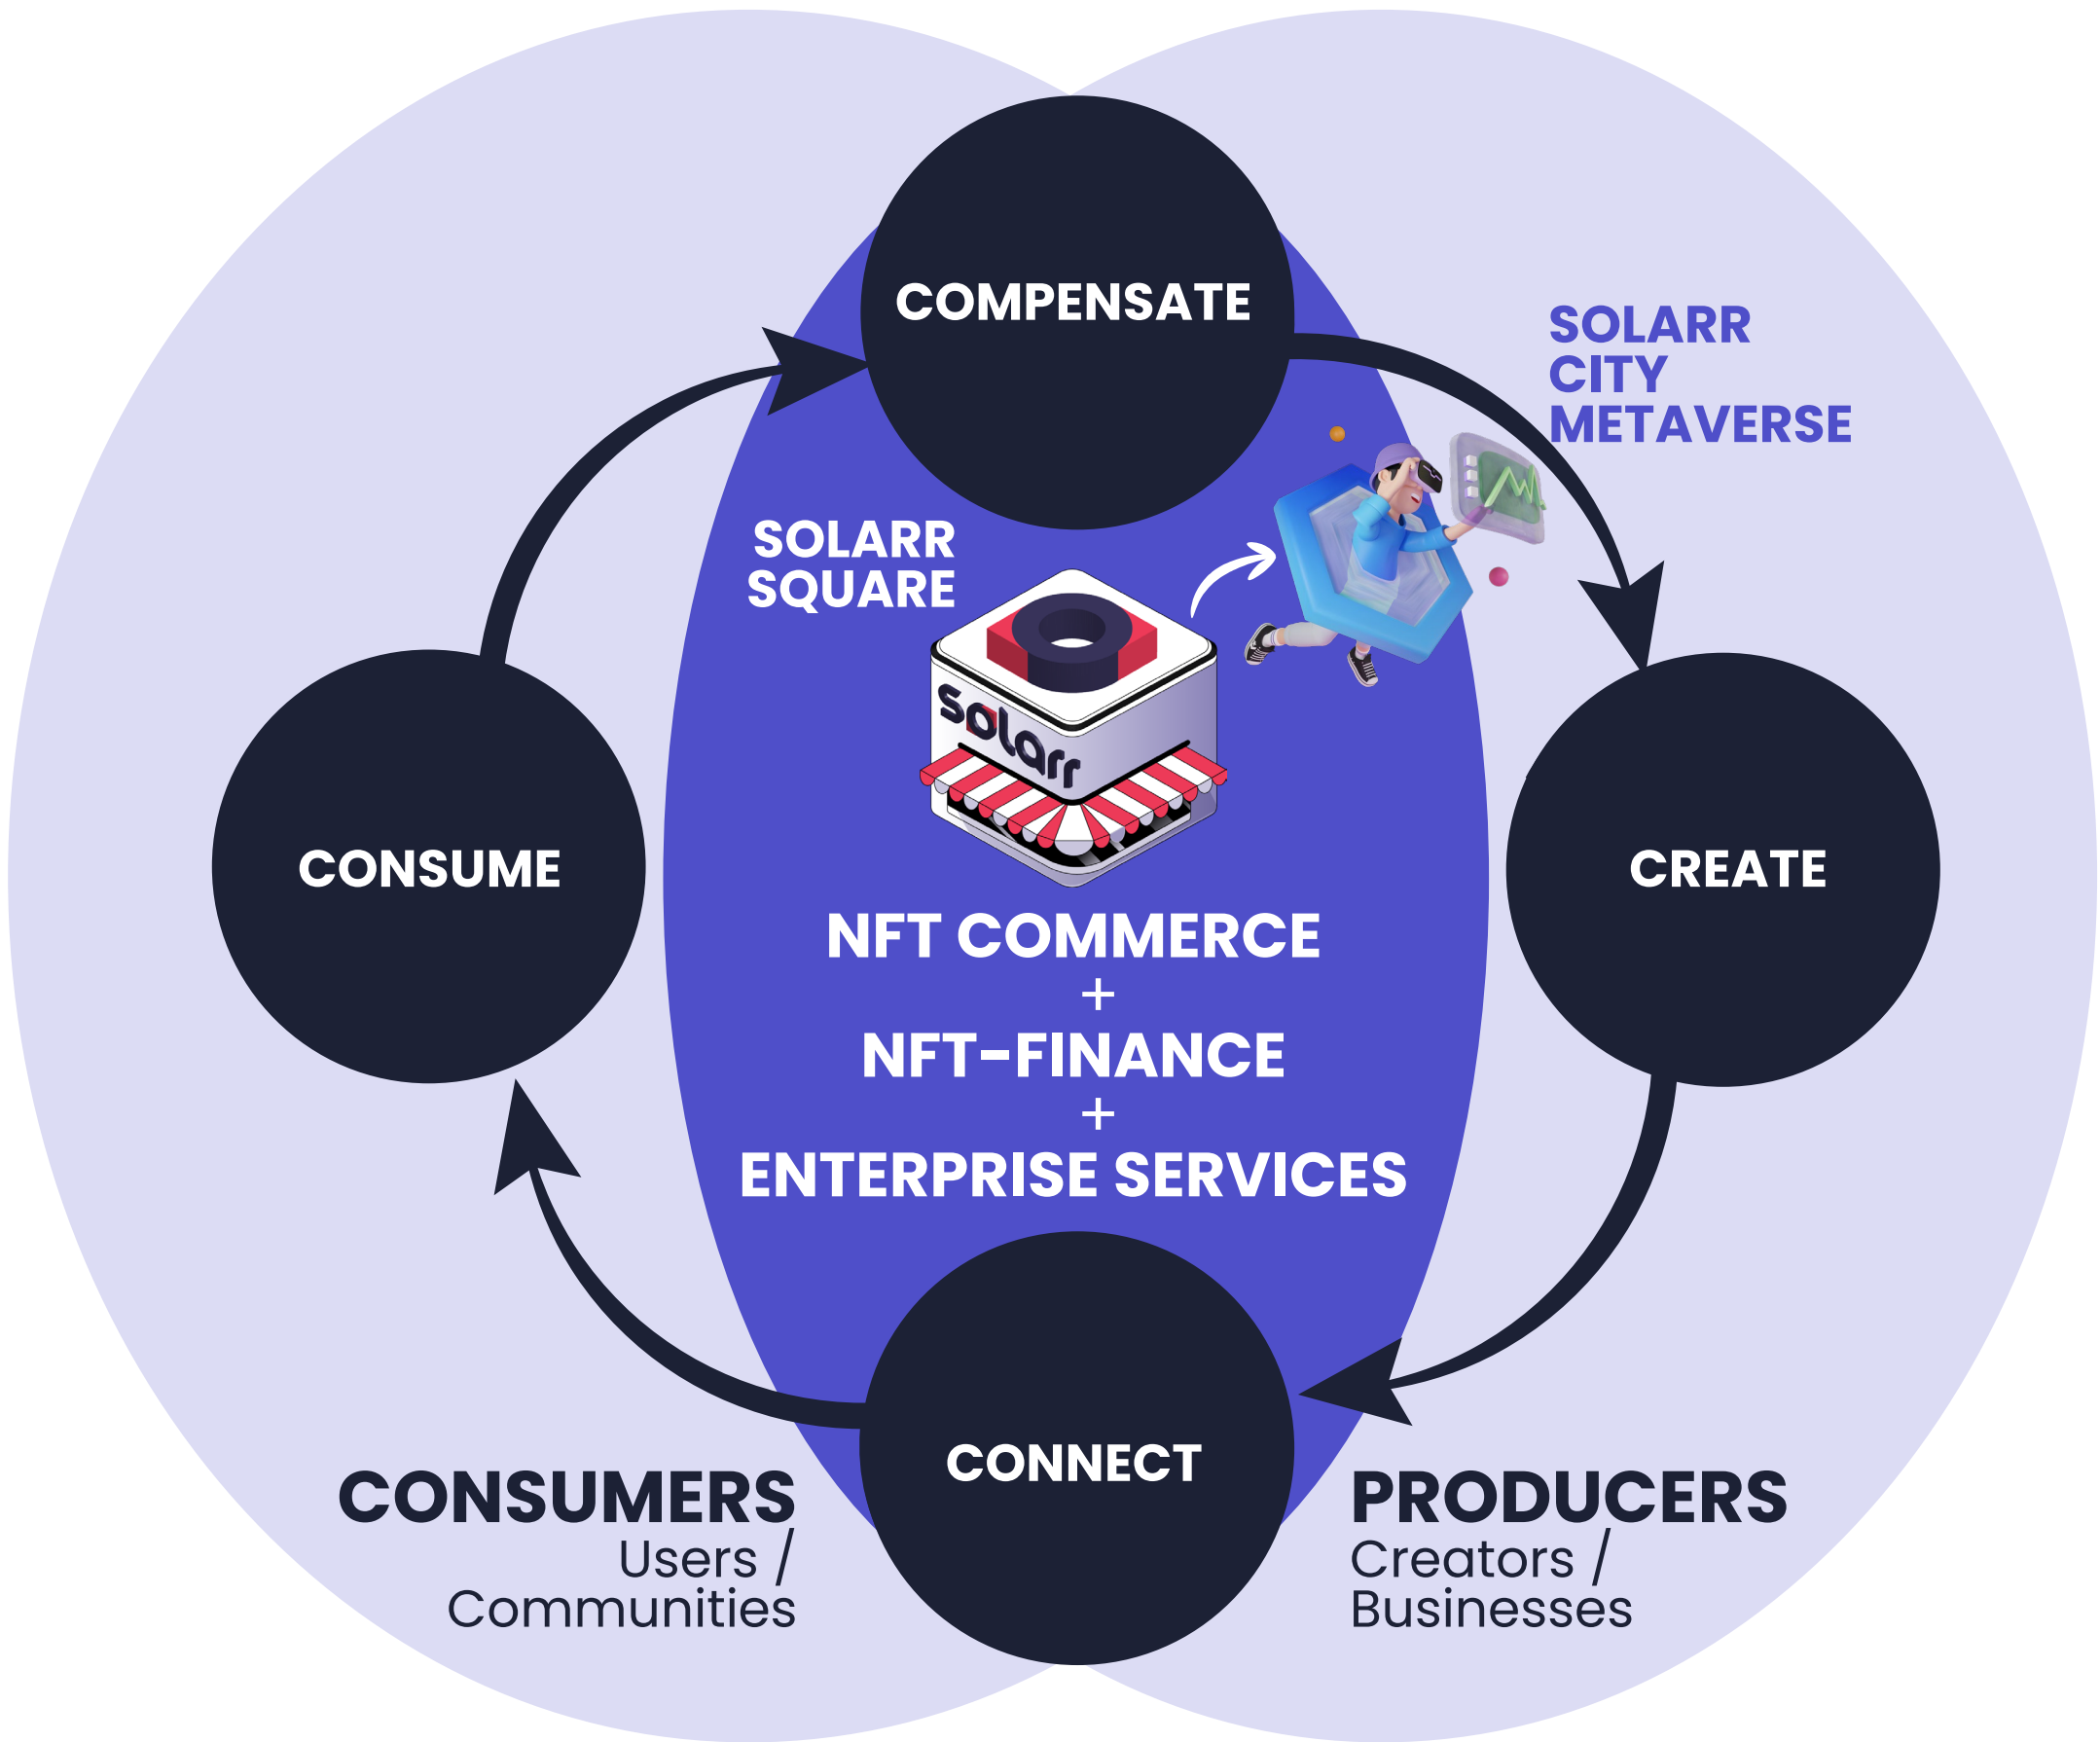 COMPENSATE
SOLARR
CITY
METAVERSE
SOLARR
SQUARE
solarr
CONSUME
CREATE
NFT COMMERCE
+
NFT-FINANCE
+
ENTERPRISE SERVICES
CONNECT
CONSUMERS
Users /
Communities
PRODUCERS
Creators /
Businesses